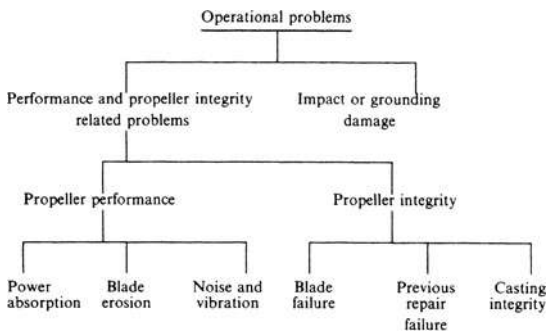 Operational problems
Performance and propeller integrity
related problems
Impact or grounding
damage
Propeller performance
Propeller integrity
Power
absorption
Blade
erosion
Noise and
vibration
Blade
failure
Previous
repair
failure
Casting
integrity